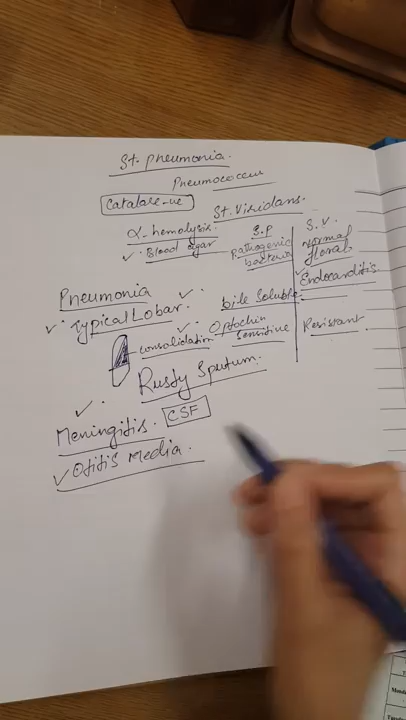 St. pneumonia.
Pneumococcus
Catalase -ve
St. Viridans.
α-hemolysis.
✓ Blood agar
S.P
Pathogenic
bacteria
S.V.
normal
floral
Endocarditis
Pneumonia ✓
✓ Typical Lobar.
bile Soluble.
✓ Optochin
Sensitive
Resistant.
consolidation
Rusty Sputum.
✓
Meningitis. CSF
✓ Otitis Media.